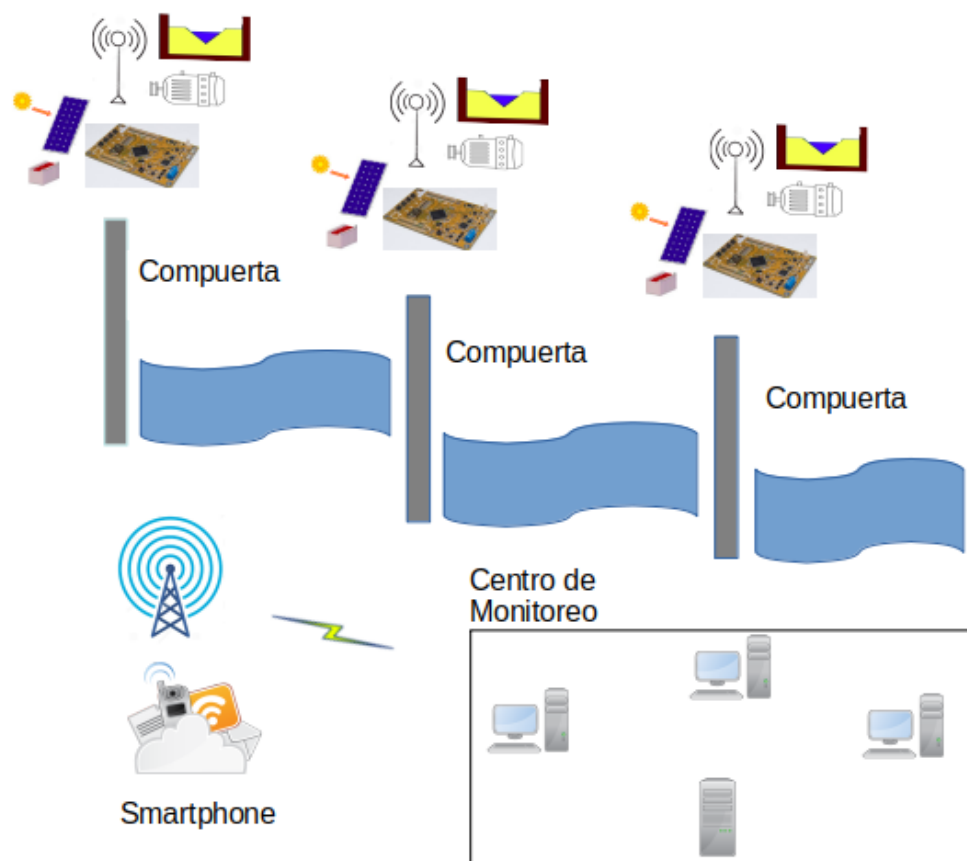 Compuerta
Compuerta
Compuerta
Centro de
Monitoreo
Smartphone